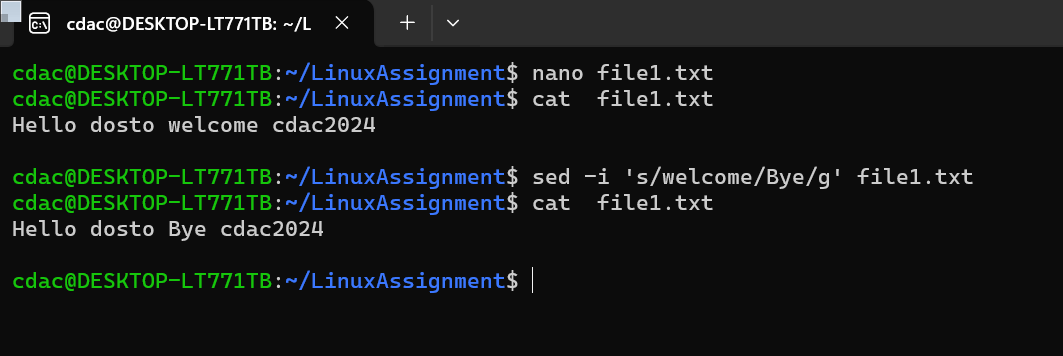 cdac@DESKTOP-LT771TB: ~/L
cdac@DESKTOP-LT771TB:~/LinuxAssignment$ nano file1.txt
cdac@DESKTOP-LT771TB:~/LinuxAssignment$ cat  file1.txt
Hello dosto welcome cdac2024
cdac@DESKTOP-LT771TB:~/LinuxAssignment$ sed -i 's/welcome/Bye/g' file1.txt
cdac@DESKTOP-LT771TB:~/LinuxAssignment$ cat  file1.txt
Hello dosto Bye cdac2024
cdac@DESKTOP-LT771TB:~/LinuxAssignment$